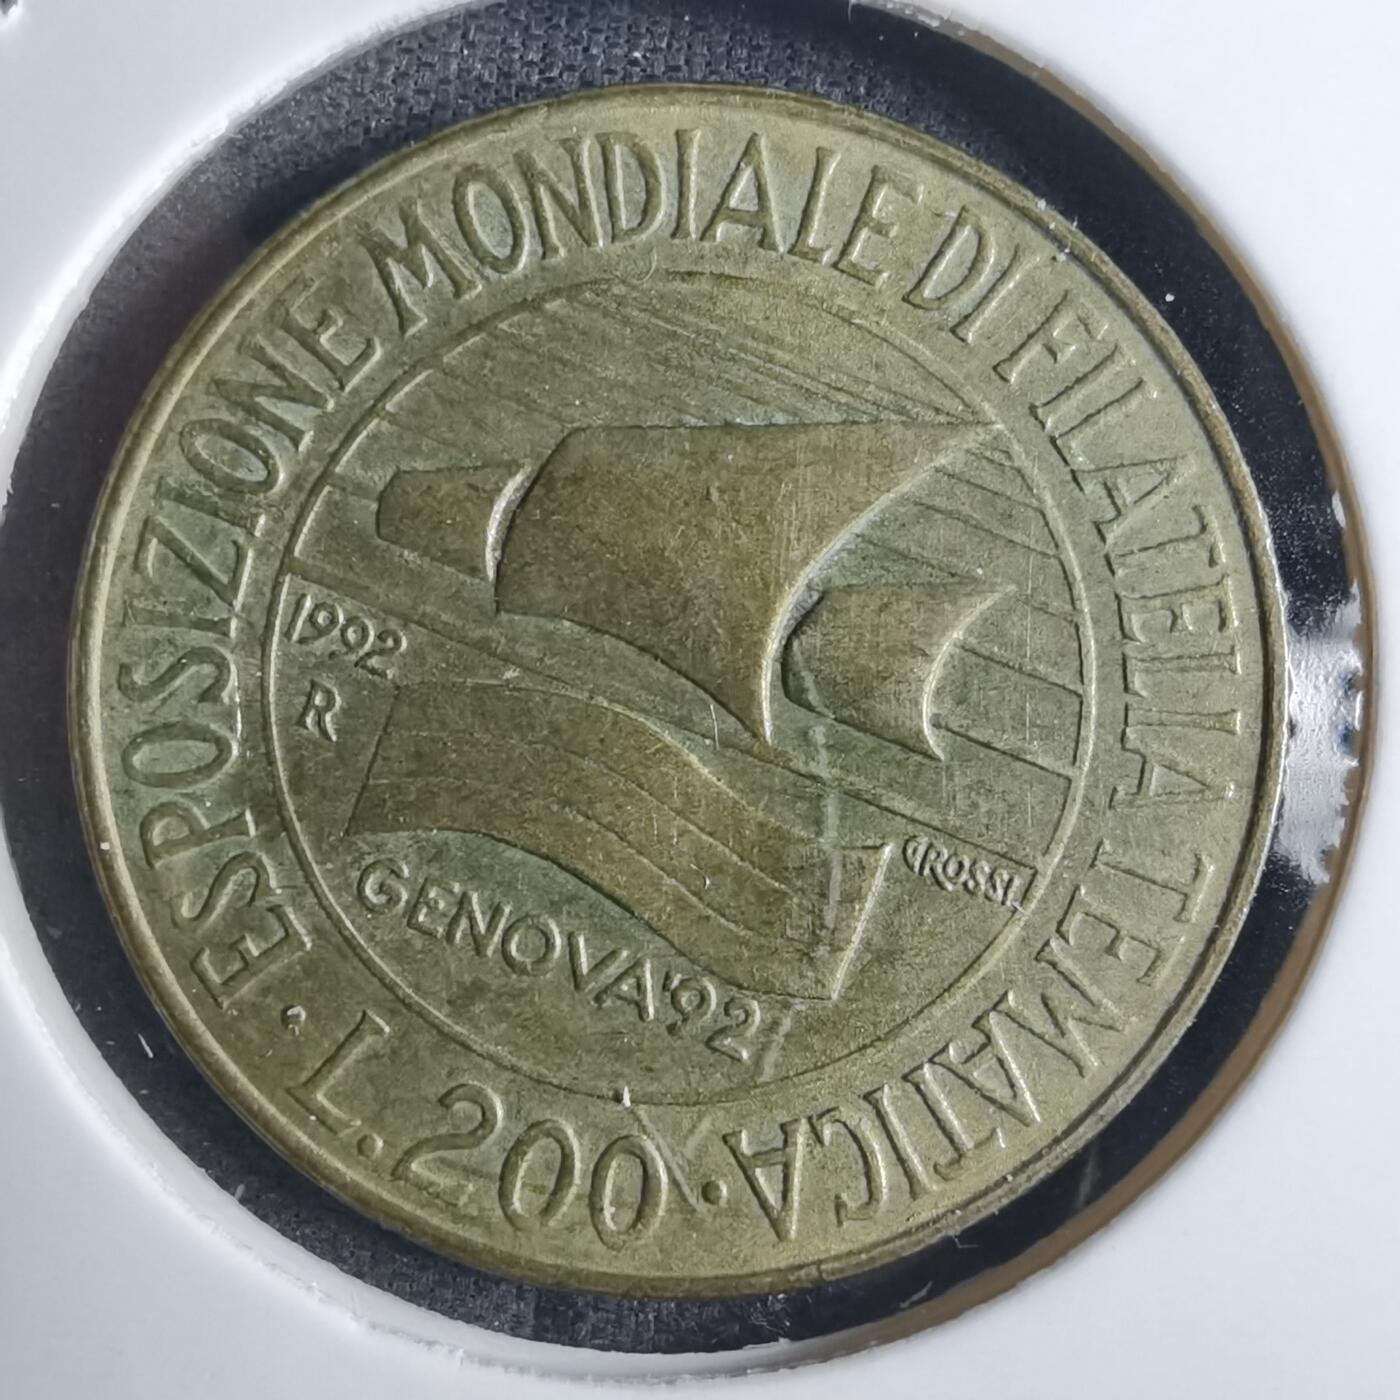 ESPOSIZIONE MONDIALE DI FILATELIA TEMATICA
1992
R
GROSSI
GENOVA '92
· L. 200 ·